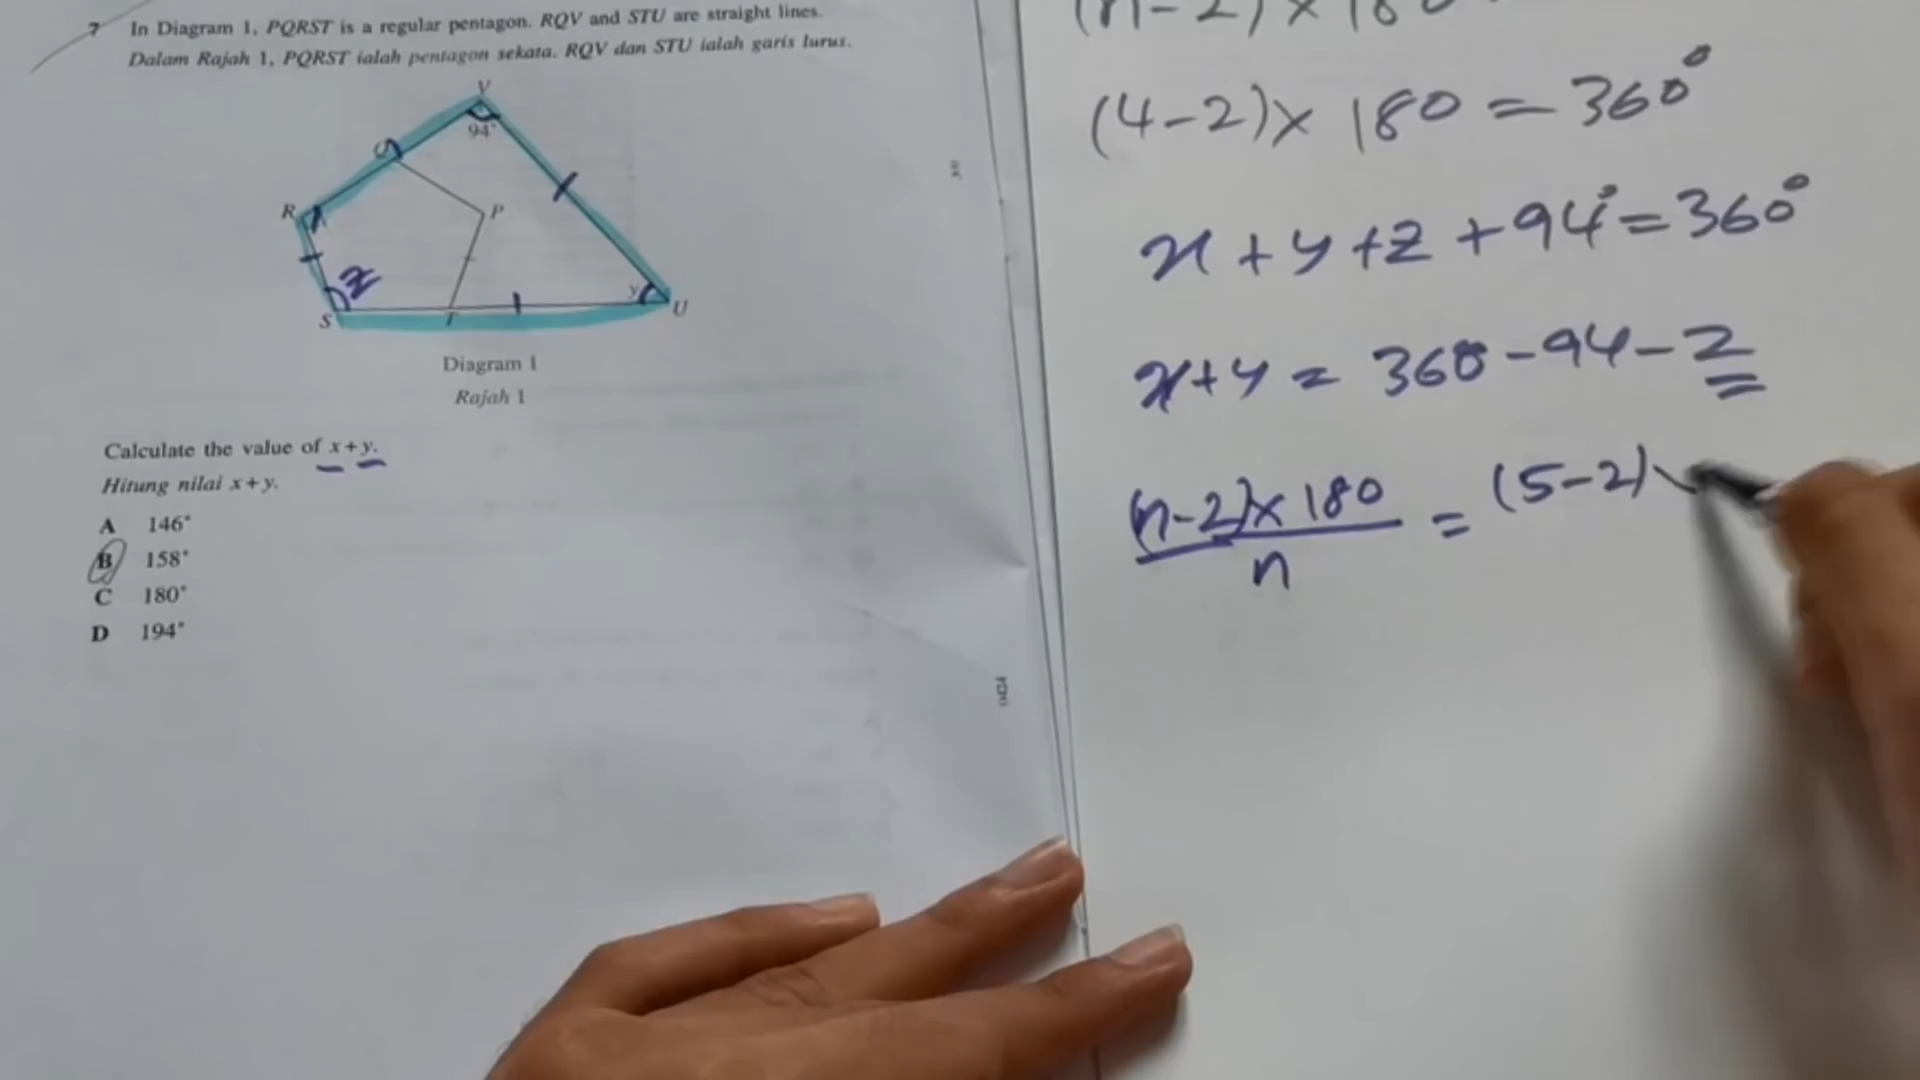 7 In Diagram 1, PQRST is a regular pentagon. RQV and STU are straight lines.
Dalam Rajah 1, PQRST ialah pentagon sekata. RQV dan STU ialah garis lurus.
V
94°
Q
R
P
z
y
S
T
U
Diagram 1
Rajah 1
Calculate the value of x+y.
Hitung nilai x+y.
A 146°
B 158°
C 180°
D 194°
(n-2)×180
(4-2)× 180 = 360°
x + y + z + 94° = 360°
x+y = 360-94-z
(n-2)× 180 = (5-2)
n